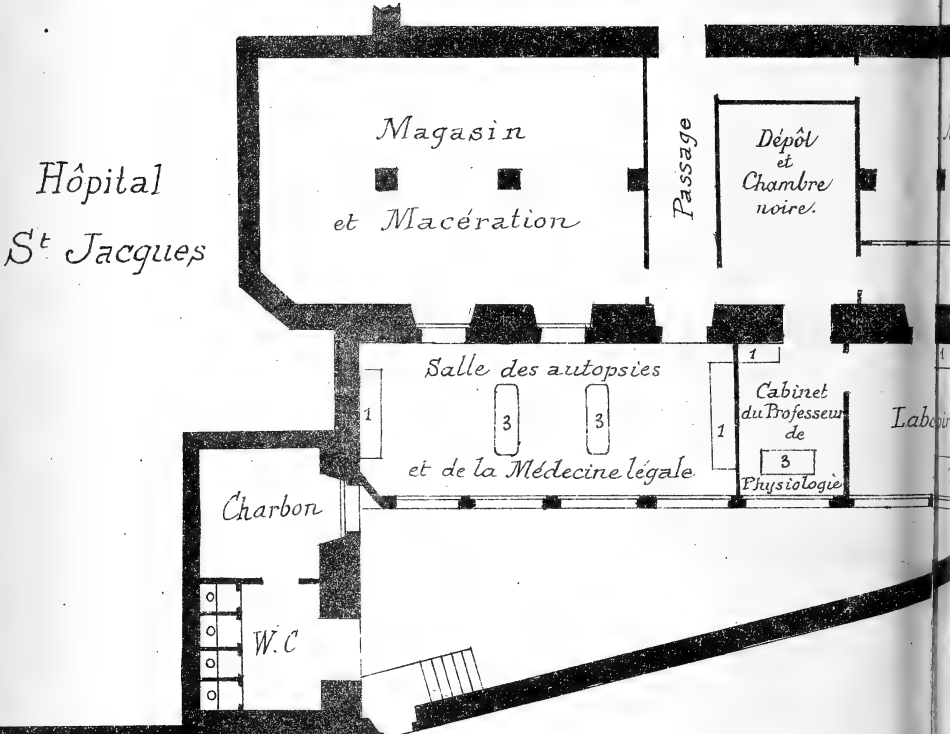 Hôpital
St Jacques
Magasin
et Macération
Passage
Dépôt
et
Chambre
noire.
Salle des autopsies
1
3
3
1
et de la Médecine légale
1
Cabinet
du Professeur
de
3
Physiologie
1
Charbon
W.C